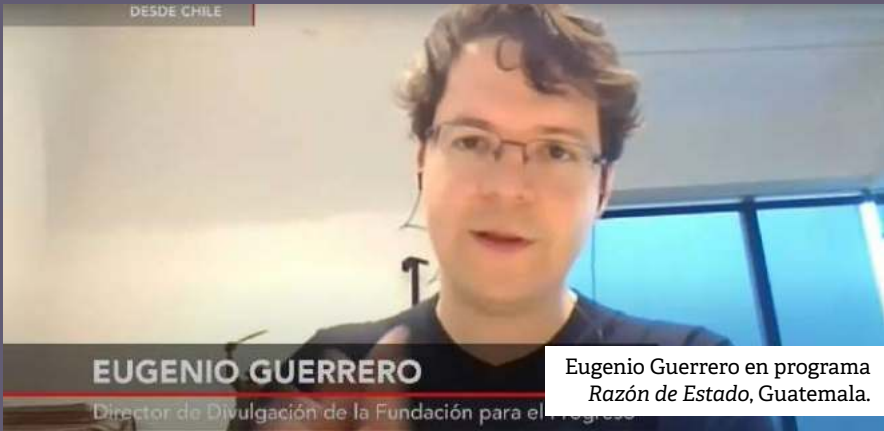 DESDE CHILE
EUGENIO GUERRERO
Director de Divulgación de la Fundación para el Progreso
Eugenio Guerrero en programa
Razón de Estado, Guatemala.